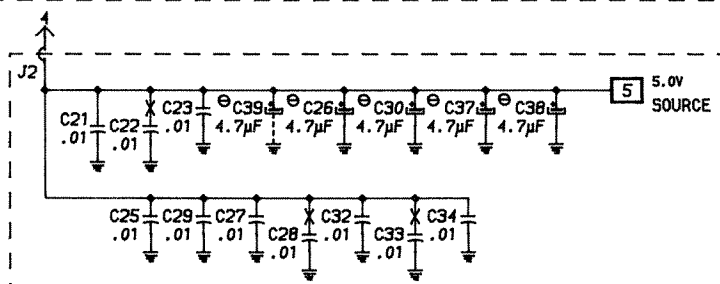 4
J2
C21 .01
C22 .01
C23 .01
⊖ C39 4.7µF
⊖ C26 4.7µF
⊖ C30 4.7µF
⊖ C37 4.7µF
⊖ C38 4.7µF
5
5.0V
SOURCE
C25 .01
C29 .01
C27 .01
C28 .01
C32 .01
C33 .01
C34 .01